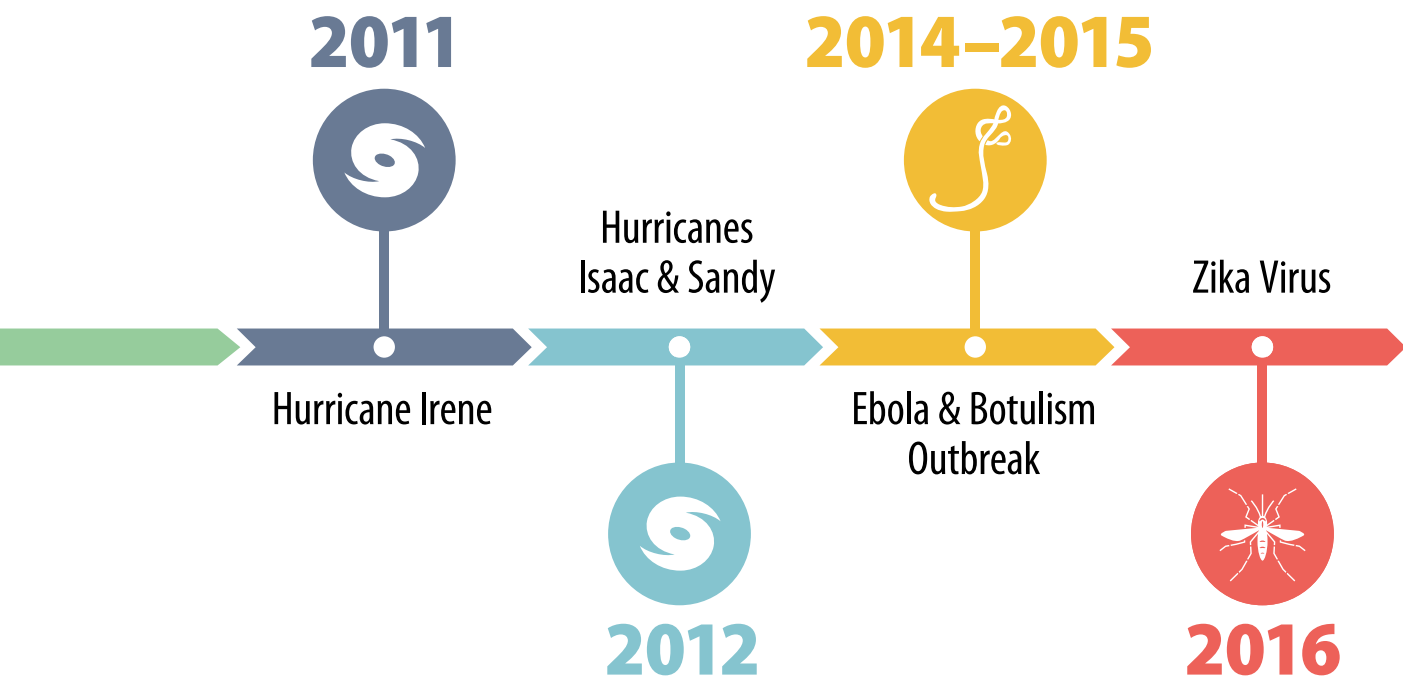 2011
Hurricane Irene
Hurricanes
Isaac & Sandy
2012
2014–2015
Ebola & Botulism
Outbreak
Zika Virus
2016